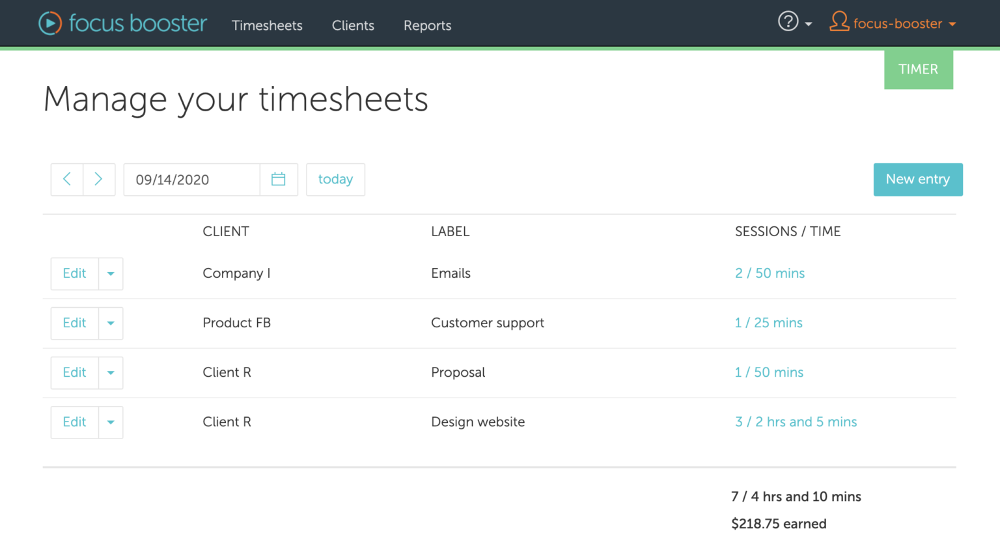 focus booster Timesheets Clients Reports ? focus-booster
TIMER
Manage your timesheets
09/14/2020 today New entry
CLIENT LABEL SESSIONS / TIME
Edit Company I Emails 2 / 50 mins
Edit Product FB Customer support 1 / 25 mins
Edit Client R Proposal 1 / 50 mins
Edit Client R Design website 3 / 2 hrs and 5 mins
7 / 4 hrs and 10 mins
$218.75 earned